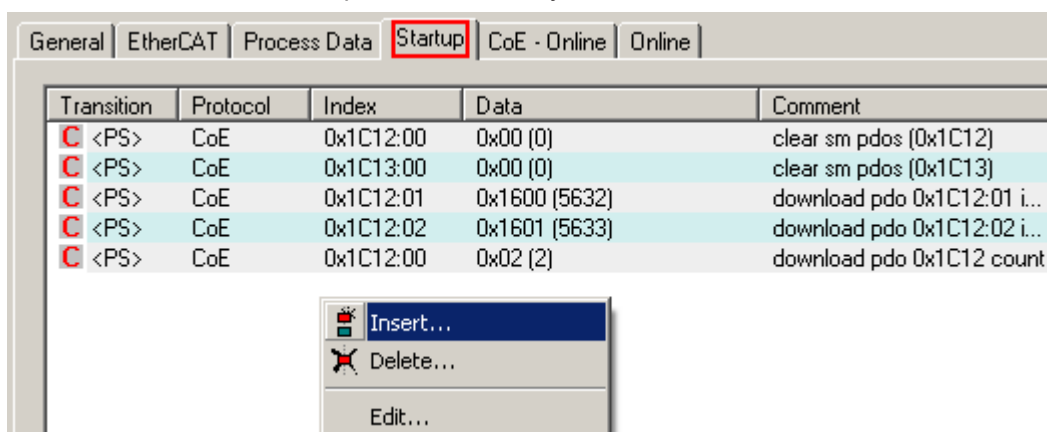 General EtherCAT Process Data Startup CoE - Online Online
Transition Protocol Index Data Comment
C <PS> CoE 0x1C12:00 0x00 (0) clear sm pdos (0x1C12)
C <PS> CoE 0x1C13:00 0x00 (0) clear sm pdos (0x1C13)
C <PS> CoE 0x1C12:01 0x1600 (5632) download pdo 0x1C12:01 i...
C <PS> CoE 0x1C12:02 0x1601 (5633) download pdo 0x1C12:02 i...
C <PS> CoE 0x1C12:00 0x02 (2) download pdo 0x1C12 count
Insert...
Delete...
Edit...